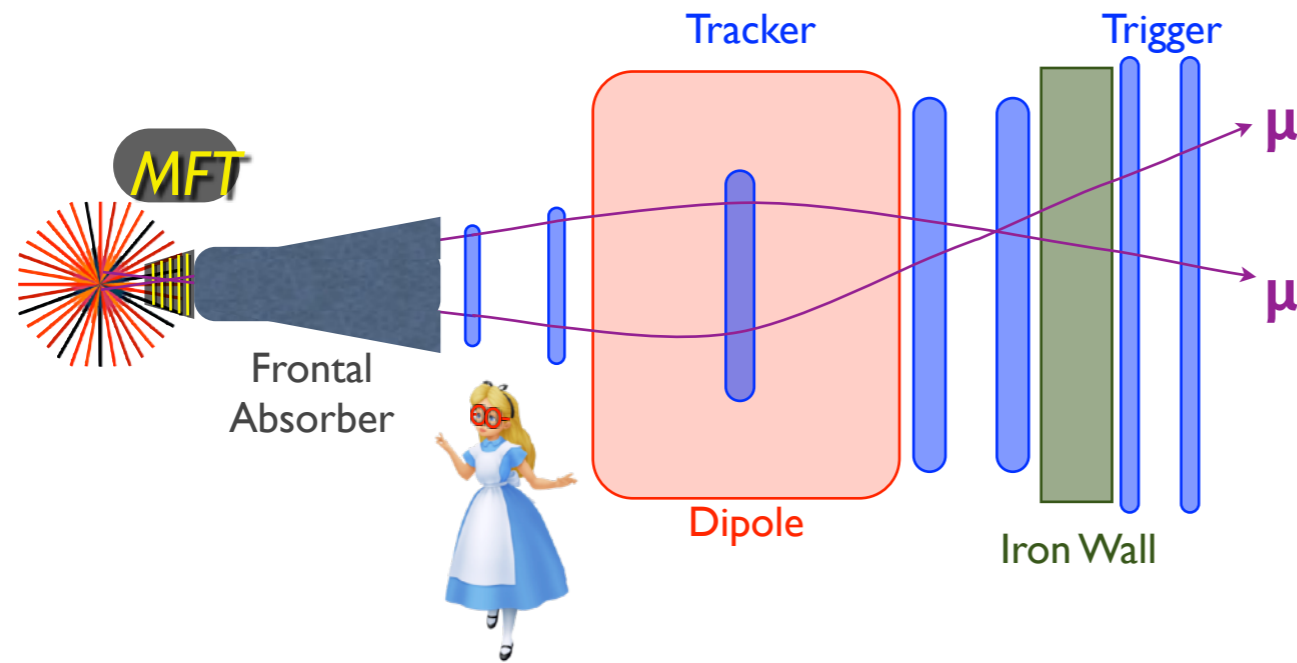 Tracker
Trigger
MFT
μ
μ
Frontal
Absorber
Dipole
Iron Wall